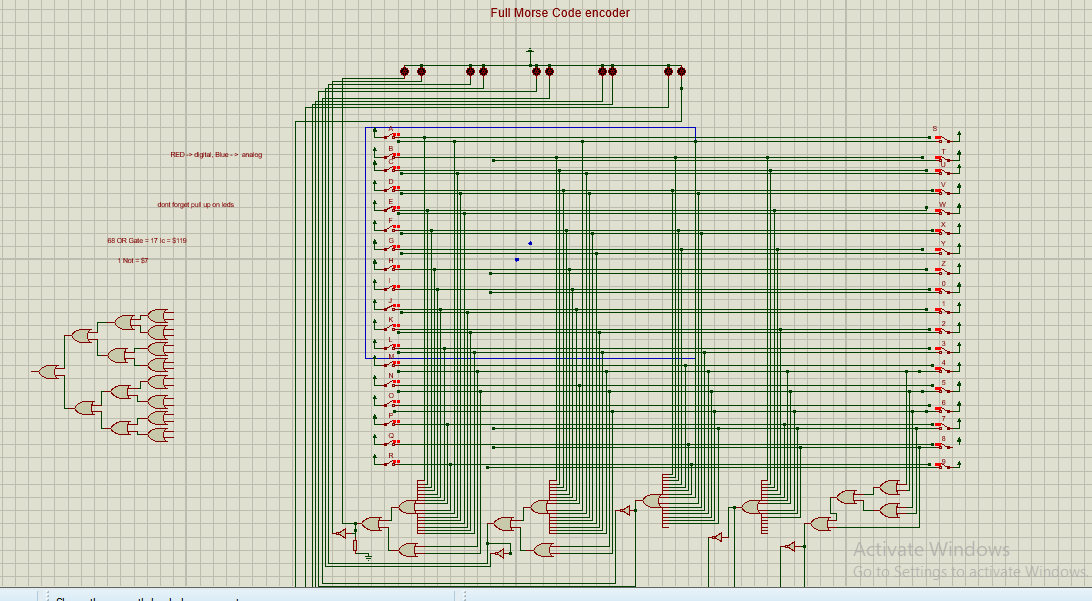 Full Morse Code encoder
RED -> digital, Blue - > analog
dont forget pull up on leds
68 OR Gate = 17 ic = $119
1 Not = $7
A
B
C
D
E
F
G
H
I
J
K
L
M
N
O
P
Q
R
S
T
U
V
W
X
Y
Z
0
1
2
3
4
5
6
7
8
9
Activate Windows
Go to Settings to activate Windows.